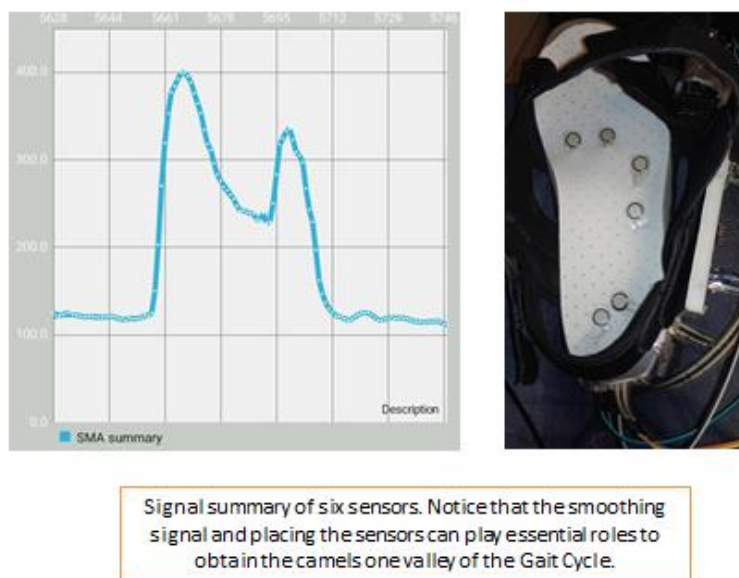 5628 5644 5661 5678 5695 5712 5729 5746
400.0
300.0
200.0
100.0
0.0
Description
SMA summary
Signal summary of six sensors. Notice that the smoothing
signal and placing the sensors can play essential roles to
obtain the camels one valley of the Gait Cycle.